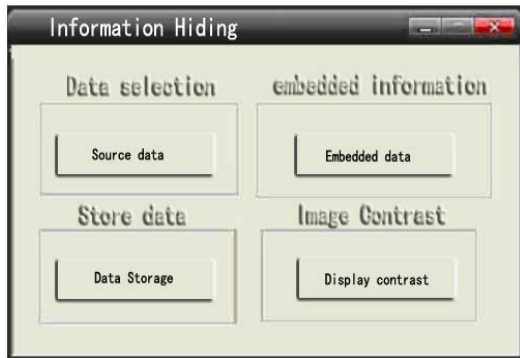 Information Hiding
Data selection
embedded information
Source data
Embedded data
Store data
Image Contrast
Data Storage
Display contrast